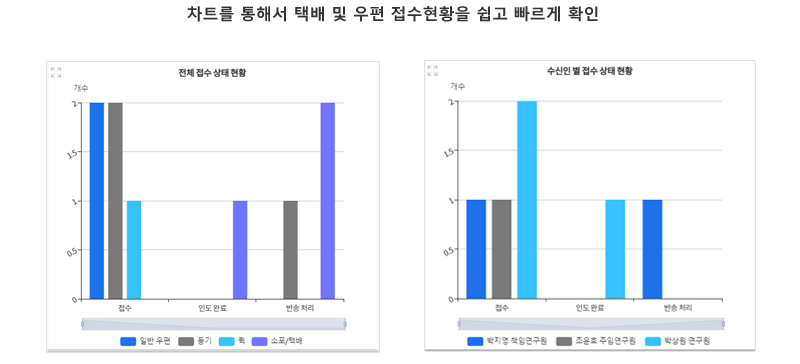 차트를 통해서 택배 및 우편 접수현황을 쉽고 빠르게 확인
전체 접수 상태 현황
개수
2
1.5
1
0.5
0
접수
인도 완료
반송 처리
일반 우편
등기
퀵
소포/택배
수신인 별 접수 상태 현황
개수
2
1.5
1
0.5
0
접수
인도 완료
반송 처리
박지영 책임연구원
조윤호 주임연구원
박상원 연구원